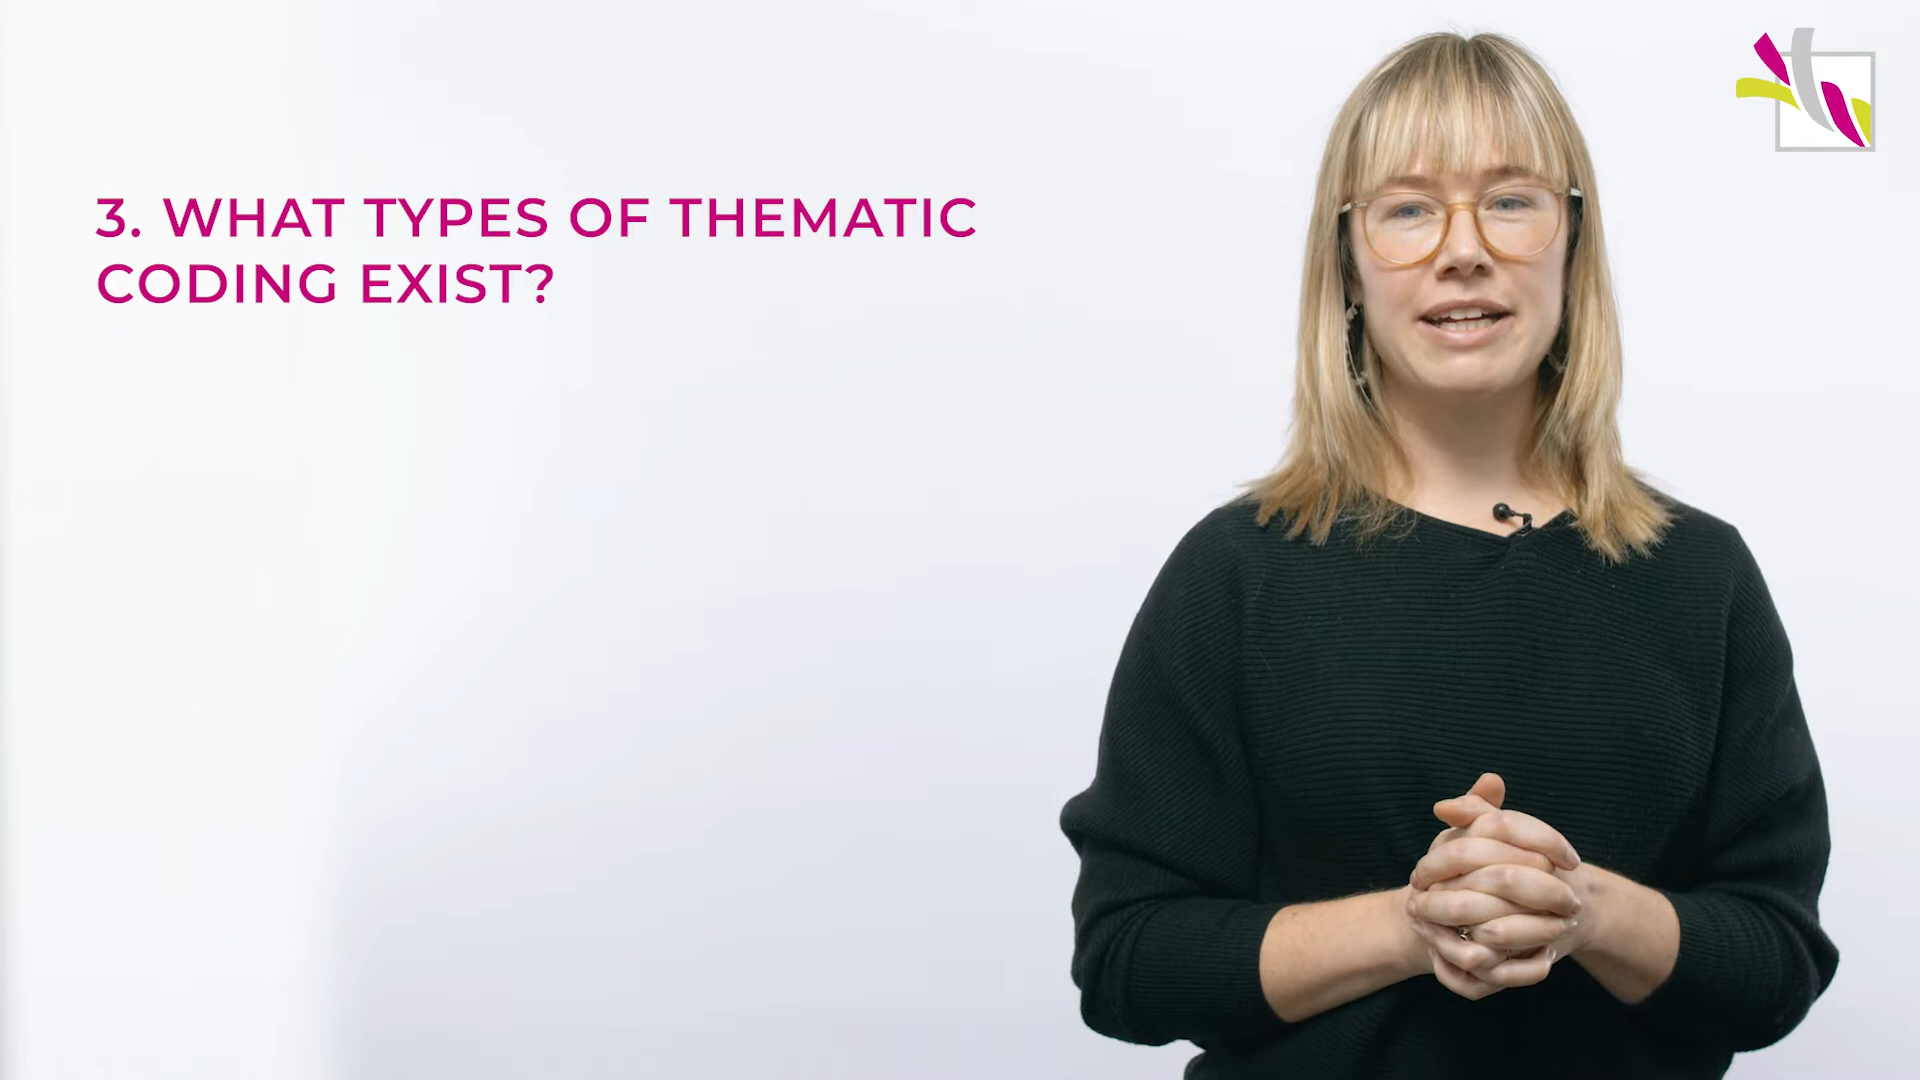 3. WHAT TYPES OF THEMATIC
CODING EXIST?